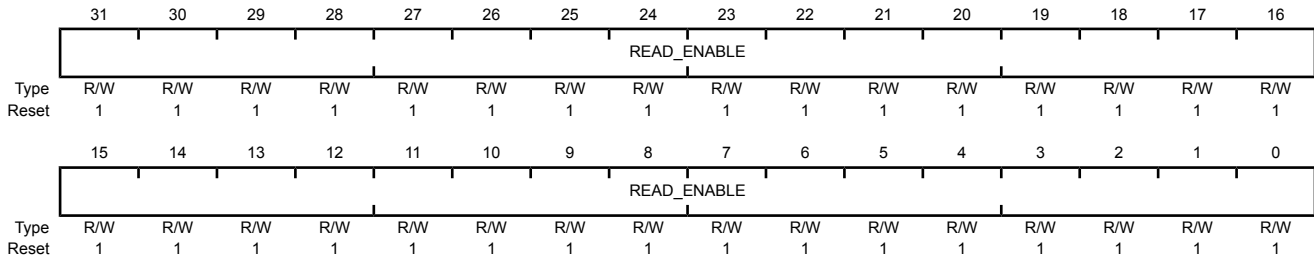 31 30 29 28 27 26 25 24 23 22 21 20 19 18 17 16
READ_ENABLE
Type R/W R/W R/W R/W R/W R/W R/W R/W R/W R/W R/W R/W R/W R/W R/W R/W
Reset 1 1 1 1 1 1 1 1 1 1 1 1 1 1 1 1
15 14 13 12 11 10 9 8 7 6 5 4 3 2 1 0
READ_ENABLE
Type R/W R/W R/W R/W R/W R/W R/W R/W R/W R/W R/W R/W R/W R/W R/W R/W
Reset 1 1 1 1 1 1 1 1 1 1 1 1 1 1 1 1